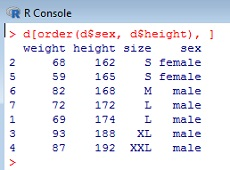 R Console
> d[order(d$sex, d$height), ]
  weight height size    sex
2     68    162    S female
5     59    165    S female
6     82    168    M   male
7     72    172    L   male
1     69    174    L   male
3     93    188   XL   male
4     87    192  XXL   male
>